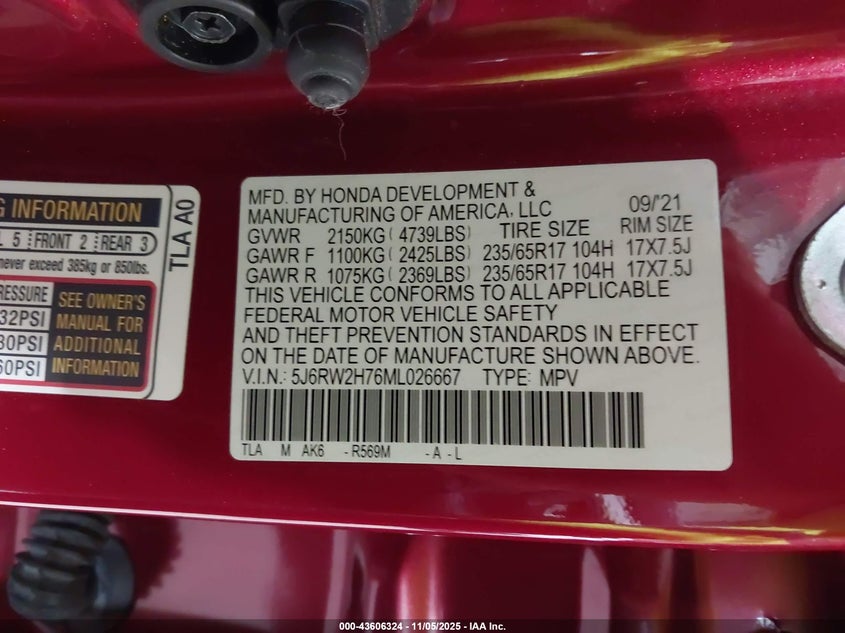 G INFORMATION
L 5 FRONT 2 REAR 3
never exceed 385kg or 850lbs.
PRESSURE
32PSI
30PSI
60PSI
SEE OWNER'S
MANUAL FOR
ADDITIONAL
INFORMATION
TLA A0
MFD. BY HONDA DEVELOPMENT & 09/'21
MANUFACTURING OF AMERICA, LLC
GVWR 2150KG ( 4739LBS ) TIRE SIZE RIM SIZE
GAWR F 1100KG ( 2425LBS ) 235/65R17 104H 17X7.5J
GAWR R 1075KG ( 2369LBS ) 235/65R17 104H 17X7.5J
THIS VEHICLE CONFORMS TO ALL APPLICABLE
FEDERAL MOTOR VEHICLE SAFETY
AND THEFT PREVENTION STANDARDS IN EFFECT
ON THE DATE OF MANUFACTURE SHOWN ABOVE.
V.I.N.: 5J6RW2H76ML026667 TYPE: MPV
TLA M AK6 - R569M - A - L
000-43606324 - 11/05/2025 - IAA Inc.